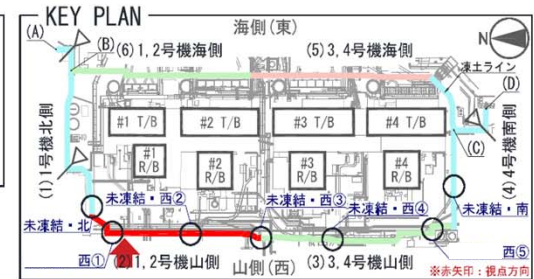 KEY PLAN
海側(東)
N
(A)
(B)
(6) 1, 2号機海側
(5) 3, 4号機海側
凍土ライン
(D)
#1 T/B
#2 T/B
#3 T/B
#4 T/B
(C)
(1) 1号機北側
#1
R/B
#2
R/B
#3
R/B
#4
R/B
(4) 4号機南側
未凍結・北
未凍結・西②
未凍結・西③
未凍結・西④
未凍結・南
西①
(2) 1, 2号機山側
山側(西)
(3) 3, 4号機山側
西⑤
※赤矢印：視点方向